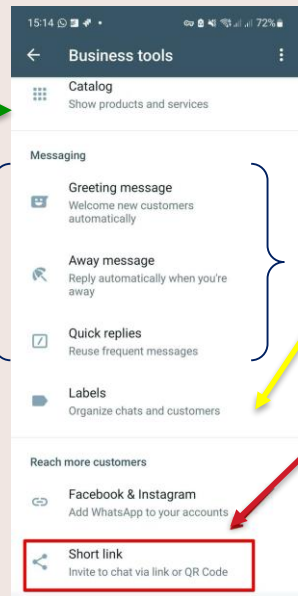 15:14 72%
Business tools
Catalog
Show products and services
Messaging
Greeting message
Welcome new customers
automatically
Away message
Reply automatically when you're
away
Quick replies
Reuse frequent messages
Labels
Organize chats and customers
Reach more customers
Facebook & Instagram
Add WhatsApp to your accounts
Short link
Invite to chat via link or QR Code